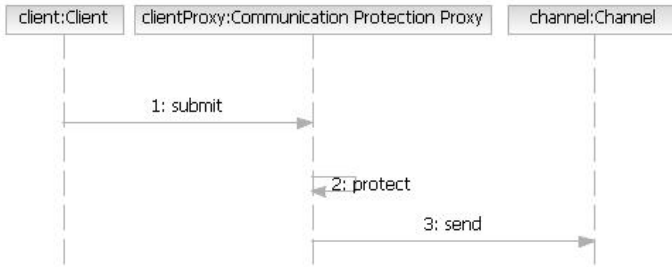 client:Client
clientProxy:Communication Protection Proxy
channel:Channel
1: submit
2: protect
3: send